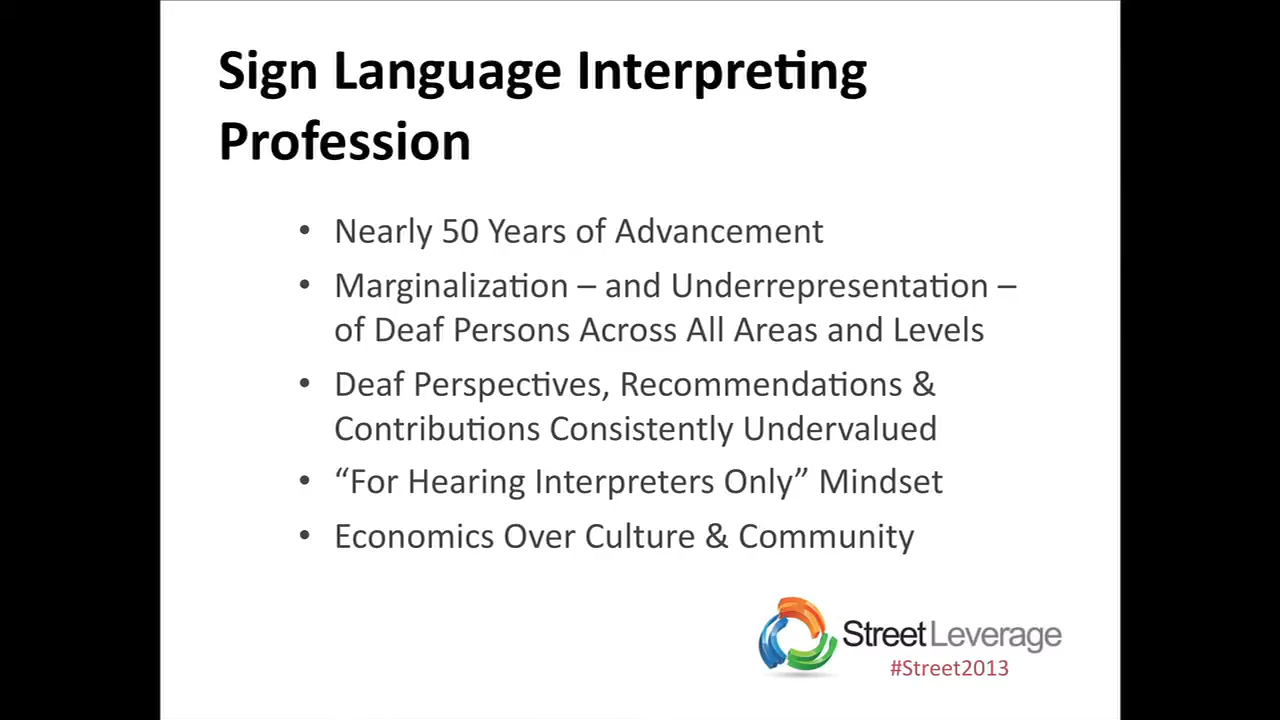 Sign Language Interpreting
Profession
• Nearly 50 Years of Advancement
• Marginalization – and Underrepresentation –
of Deaf Persons Across All Areas and Levels
• Deaf Perspectives, Recommendations &
Contributions Consistently Undervalued
• “For Hearing Interpreters Only” Mindset
• Economics Over Culture & Community
StreetLeverage
#Street2013